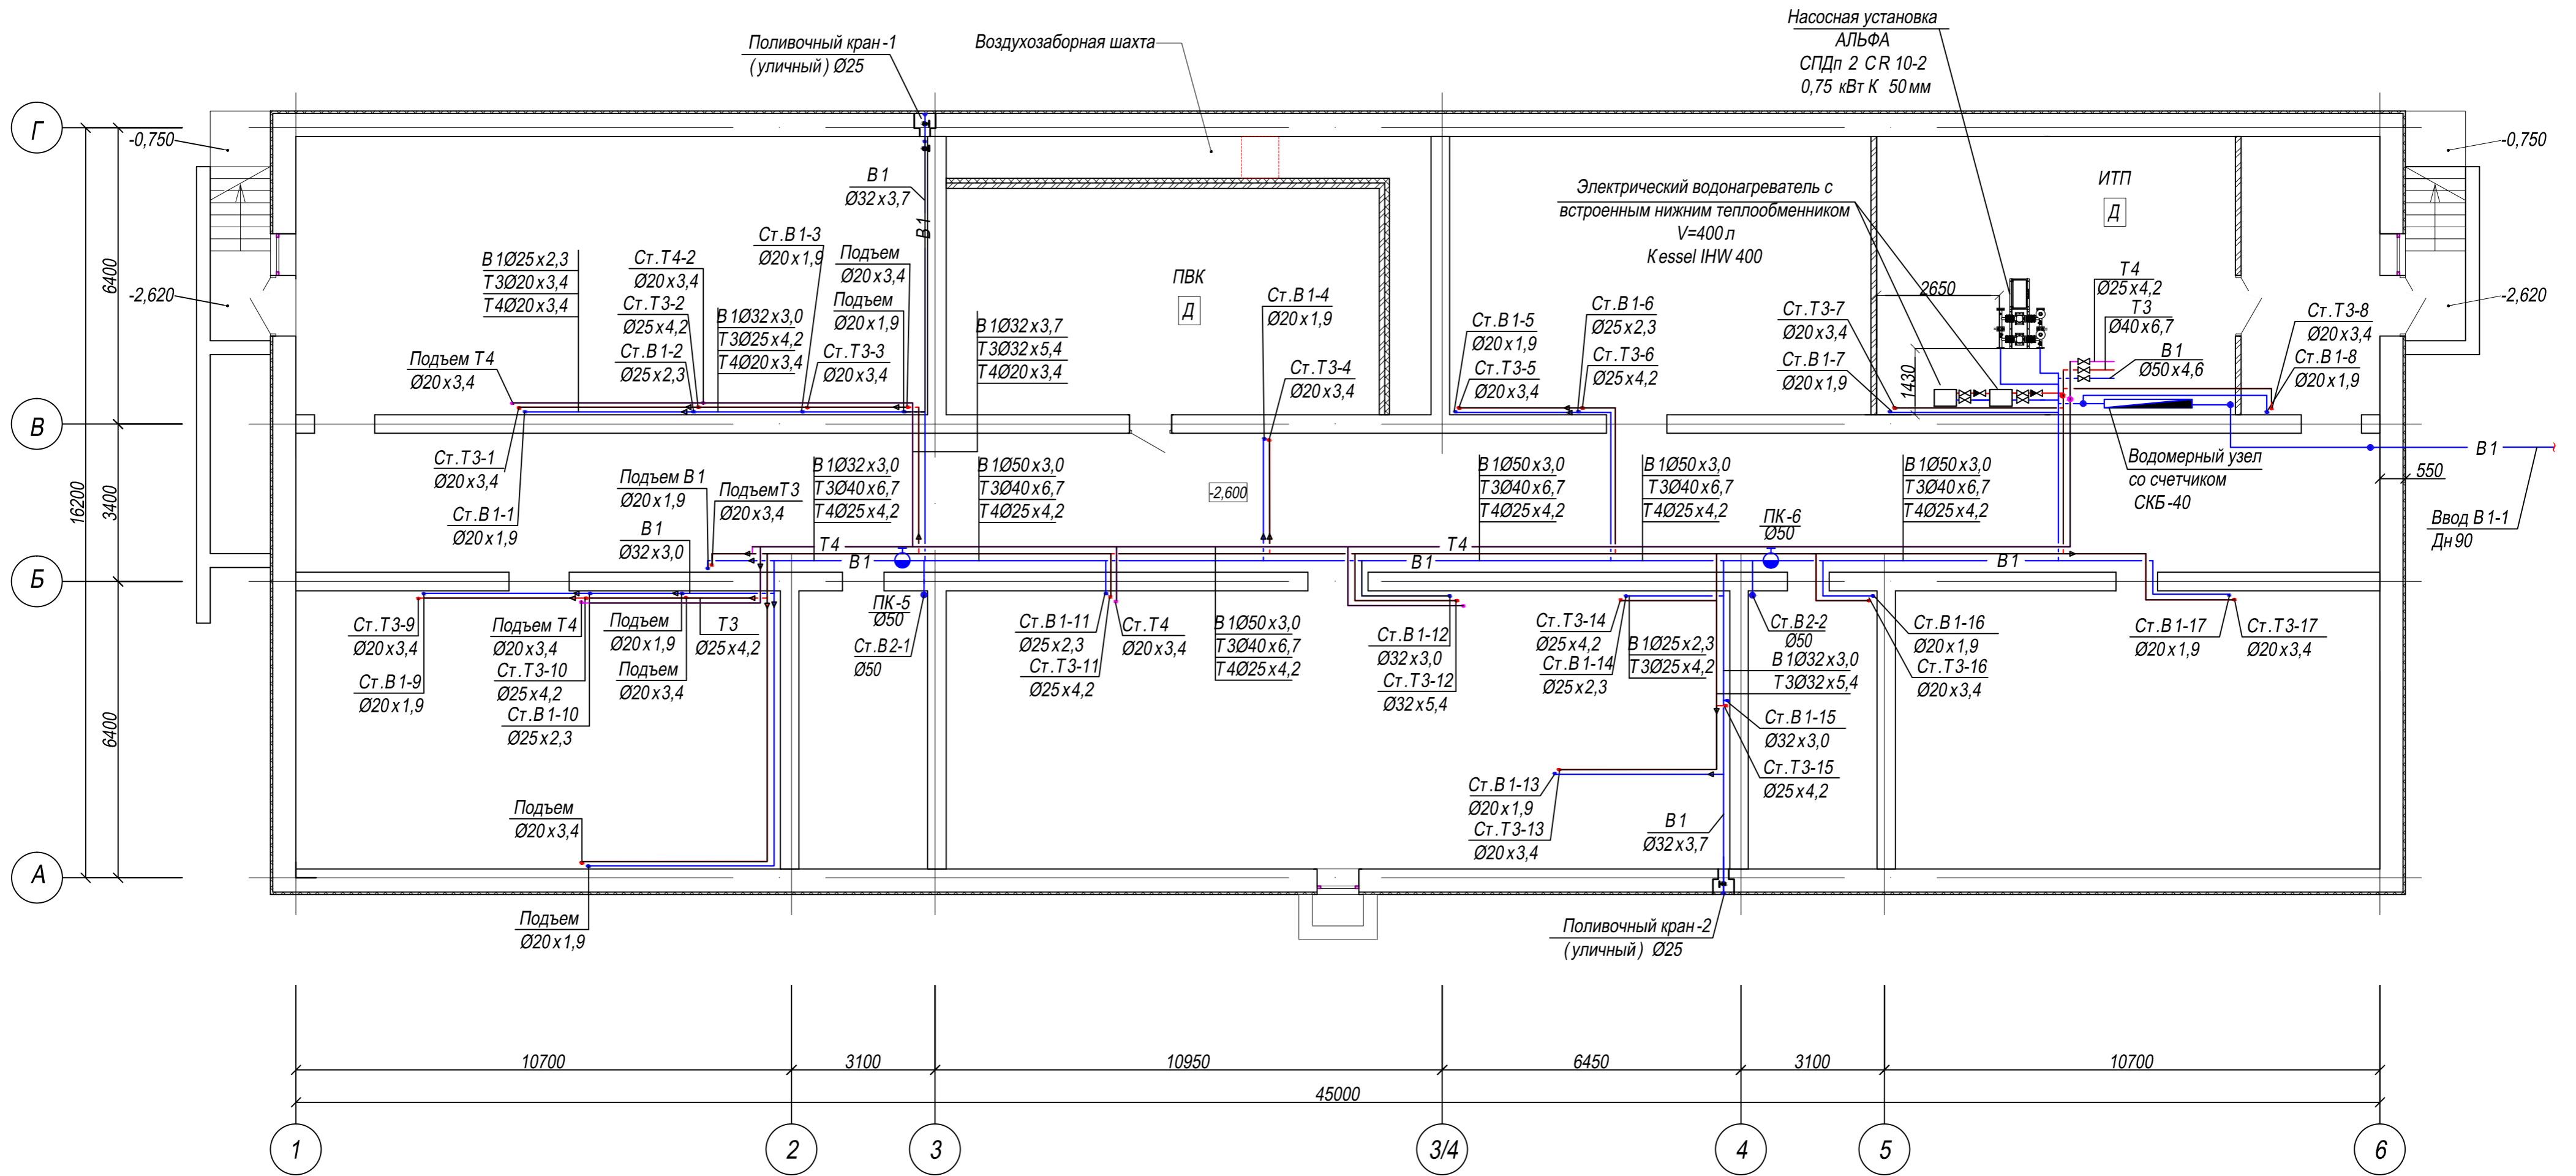 Насосная установка
АЛЬФА
СПДп 2 CR 10-2
0,75 кВт К 50 мм
Поливочный кран-1
(уличный) Ø25
Воздухозаборная шахта
Г
-0,750
-0,750
В1
Ø32х3,7
В1
Электрический водонагреватель с
встроенным нижним теплообменником
V=400 л
Kessel IHW 400
ИТП
Д
6400
-2,620
-2,620
В1Ø25х2,3
Т3Ø20х3,4
Т4Ø20х3,4
Ст.Т4-2
Ø20х3,4
Ст.Т3-2
Ø25х4,2
Ст.В1-2
Ø25х2,3
Ст.В1-3
Ø20х1,9
Подъем
Ø20х3,4
Подъем
Ø20х1,9
В1Ø32х3,0
Т3Ø25х4,2
Т4Ø20х3,4
Ст.Т3-3
Ø20х3,4
В1Ø32х3,7
Т3Ø32х5,4
Т4Ø20х3,4
ПВК
Д
Ст.В1-4
Ø20х1,9
Ст.Т3-4
Ø20х3,4
Ст.В1-5
Ø20х1,9
Ст.Т3-5
Ø20х3,4
Ст.В1-6
Ø25х2,3
Ст.Т3-6
Ø25х4,2
Ст.Т3-7
Ø20х3,4
Ст.В1-7
Ø20х1,9
2650
1430
Т4
Ø25х4,2
Т3
Ø40х6,7
В1
Ø50х4,6
Ст.Т3-8
Ø20х3,4
Ст.В1-8
Ø20х1,9
Подъем Т4
Ø20х3,4
В
Ст.Т3-1
Ø20х3,4
Ст.В1-1
Ø20х1,9
16200
3400
Подъем В1
Ø20х1,9
ПодъемТ3
Ø20х3,4
В1
Ø32х3,0
В1Ø32х3,0
Т3Ø40х6,7
Т4Ø25х4,2
В1Ø50х3,0
Т3Ø40х6,7
Т4Ø25х4,2
-2,600
В1Ø50х3,0
Т3Ø40х6,7
Т4Ø25х4,2
В1Ø50х3,0
Т3Ø40х6,7
Т4Ø25х4,2
ПК-6
Ø50
В1Ø50х3,0
Т3Ø40х6,7
Т4Ø25х4,2
Водомерный узел
со счетчиком
СКБ-40
В1
550
Ввод В1-1
Дн90
Т4
В1
Т4
В1
В1
Б
Ст.Т3-9
Ø20х3,4
Ст.В1-9
Ø20х1,9
Подъем Т4
Ø20х3,4
Ст.Т3-10
Ø25х4,2
Ст.В1-10
Ø25х2,3
Подъем
Ø20х1,9
Подъем
Ø20х3,4
Т3
Ø25х4,2
ПК-5
Ø50
Ст.В2-1
Ø50
Ст.В1-11
Ø25х2,3
Ст.Т3-11
Ø25х4,2
Ст.Т4
Ø20х3,4
В1Ø50х3,0
Т3Ø40х6,7
Т4Ø25х4,2
Ст.В1-12
Ø32х3,0
Ст.Т3-12
Ø32х5,4
Ст.Т3-14
Ø25х4,2
Ст.В1-14
Ø25х2,3
В1Ø25х2,3
Т3Ø25х4,2
Ст.В2-2
Ø50
В1Ø32х3,0
Т3Ø32х5,4
Ст.В1-16
Ø20х1,9
Ст.Т3-16
Ø20х3,4
Ст.В1-17
Ø20х1,9
Ст.Т3-17
Ø20х3,4
6400
Ст.В1-15
Ø32х3,0
Ст.Т3-15
Ø25х4,2
Ст.В1-13
Ø20х1,9
Ст.Т3-13
Ø20х3,4
В1
Ø32х3,7
Подъем
Ø20х3,4
А
Подъем
Ø20х1,9
Поливочный кран-2
(уличный) Ø25
10700
3100
10950
6450
3100
10700
45000
1
2
3
3/4
4
5
6